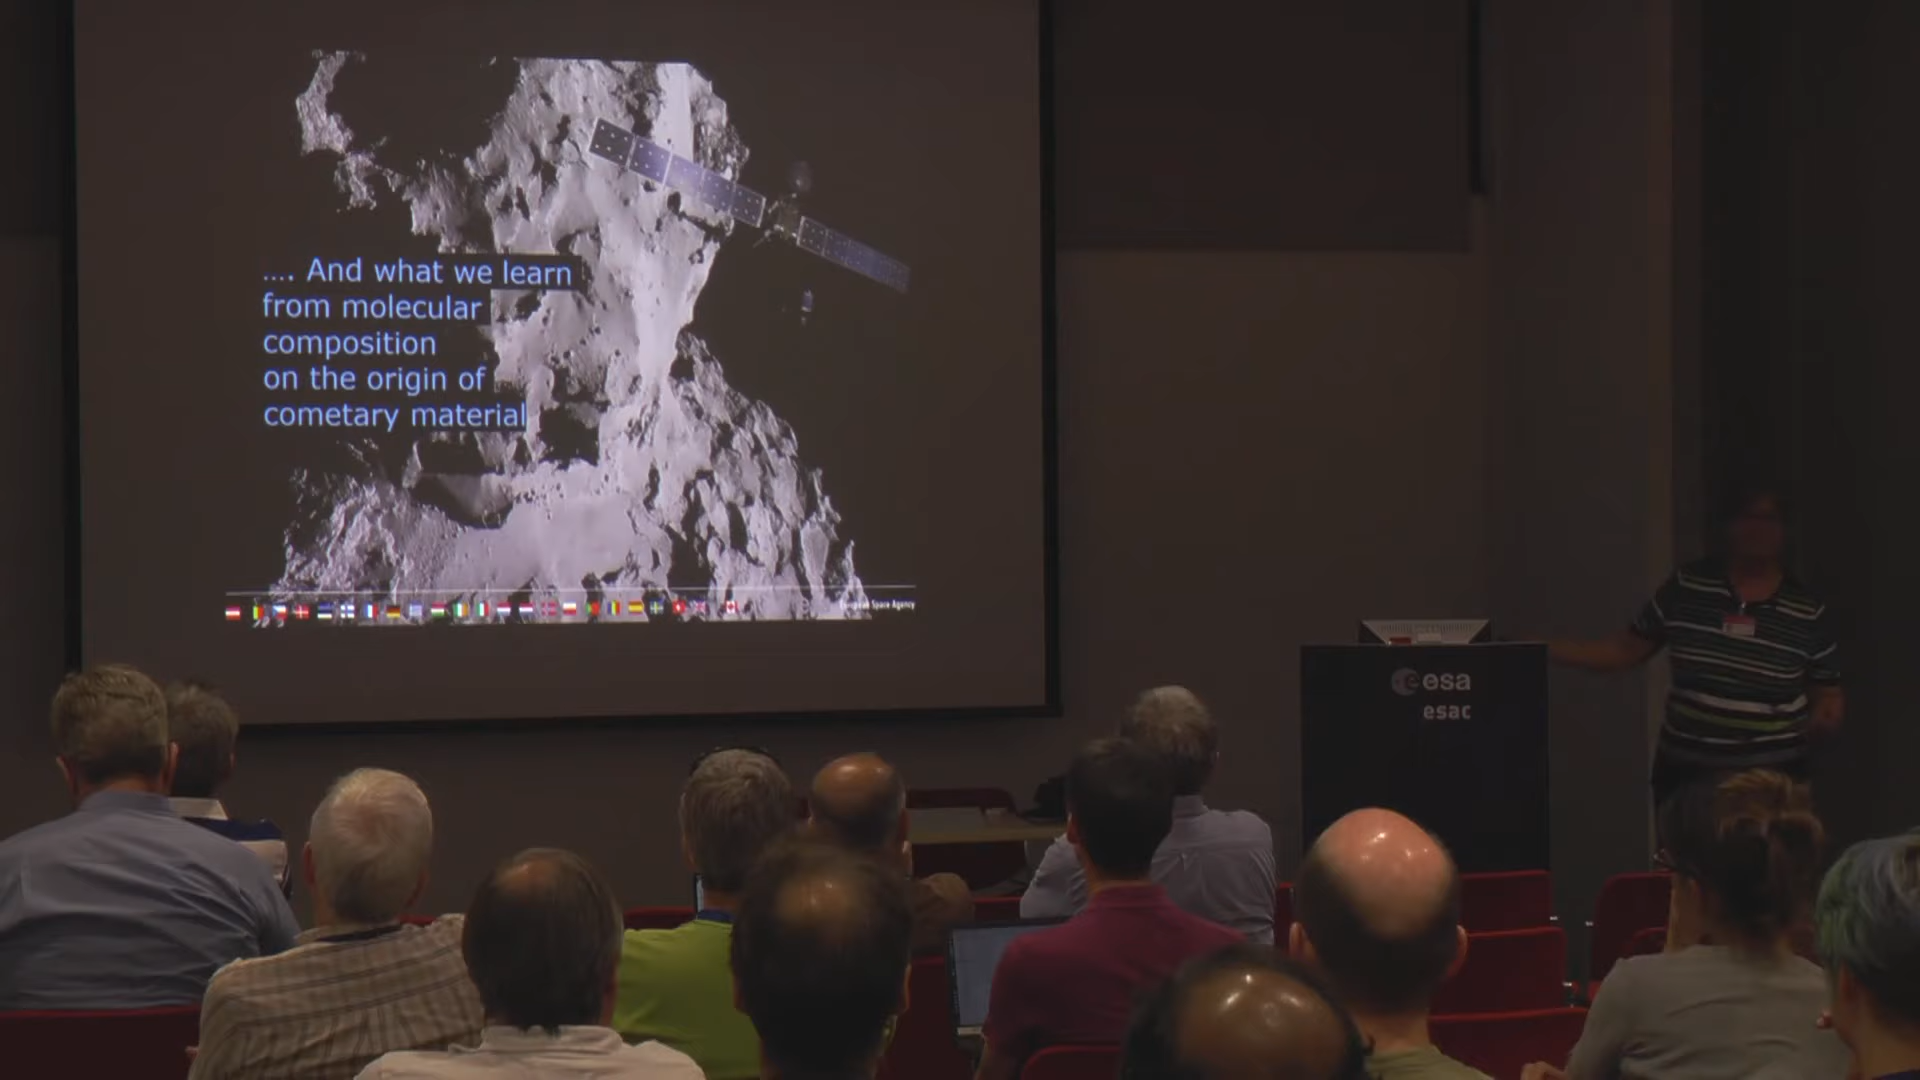 .... And what we learn
from molecular
composition
on the origin of
cometary material
European Space Agency
esa
esac